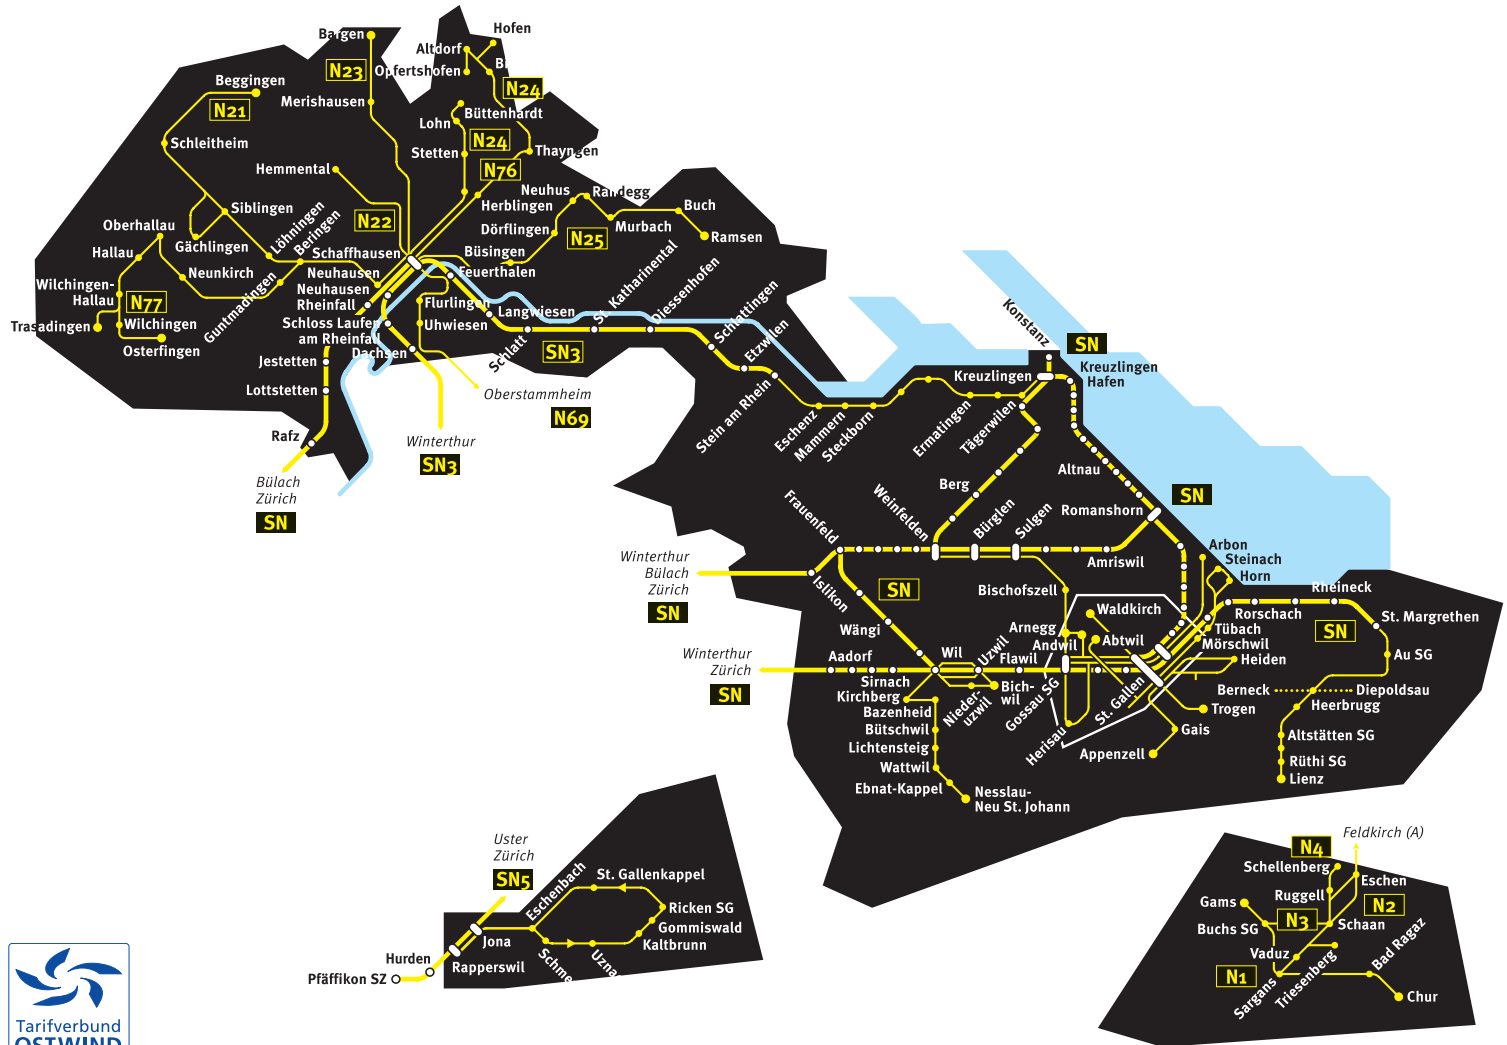 Hofen
Bargen
Altdorf
Opfertshofen
N23
N24
Beggingen
N21
Merishausen
Büttenhardt
Lohn
N24
Schleitheim
Stetten
Thayngen
Hemmental
N76
Neuhus
Randegg
Herblingen
Buch
Siblingen
N22
Oberhallau
Löhningen
Beringen
Dörflingen
N25
Murbach
Ramsen
Gächlingen
Hallau
Schaffhausen
Büsingen
Neunkirch
Neuhausen
Feuerthalen
Wilchingen-
Hallau
Neuhausen
Rheinfall
N77
Guntmadingen
Flurlingen
Langwiesen
St. Katharinental
Diessenhofen
Schlattingen
Trasadingen
Wilchingen
Schloss Laufen
am Rheinfall
Uhwiesen
Osterfingen
Dachsen
Schlatt
SN3
Etzwilen
Jestetten
Lottstetten
Oberstammheim
N69
Stein am Rhein
Eschenz
Mammern
Steckborn
Rafz
Winterthur
SN3
Bülach
Zürich
SN
Konstanz
SN
Kreuzlingen
Kreuzlingen
Hafen
Ermatingen
Tägerwilen
Altnau
Berg
SN
Frauenfeld
Weinfelden
Bürglen
Sulgen
Romanshorn
Winterthur
Bülach
Zürich
SN
Islikon
SN
Amriswil
Arbon
Steinach
Horn
Bischofszell
Rheineck
Waldkirch
Rorschach
St. Margrethen
Wängi
Arnegg
Andwil
Abtwil
Tübach
Mörschwil
SN
Winterthur
Zürich
SN
Aadorf
Wil
Uzwil
Flawil
Heiden
Au SG
Sirnach
Kirchberg
Bich-
wil
Nieder-
uzwil
Gossau SG
St. Gallen
Berneck
Diepoldsau
Bazenheid
Trogen
Heerbrugg
Bütschwil
Herisau
Gais
Altstätten SG
Lichtensteig
Appenzell
Wattwil
Rüthi SG
Ebnat-Kappel
Lienz
Nesslau-
Neu St. Johann
Uster
Zürich
SN5
Eschenbach
St. Gallenkappel
Ricken SG
Gommiswald
Kaltbrunn
Jona
Hurden
Rapperswil
Pfäffikon SZ
Feldkirch (A)
N4
Schellenberg
Eschen
Gams
Ruggell
N2
Buchs SG
N3
Schaan
Vaduz
Bad Ragaz
N1
Sargans
Triesenberg
Chur
Tarifverbund
OSTWIND